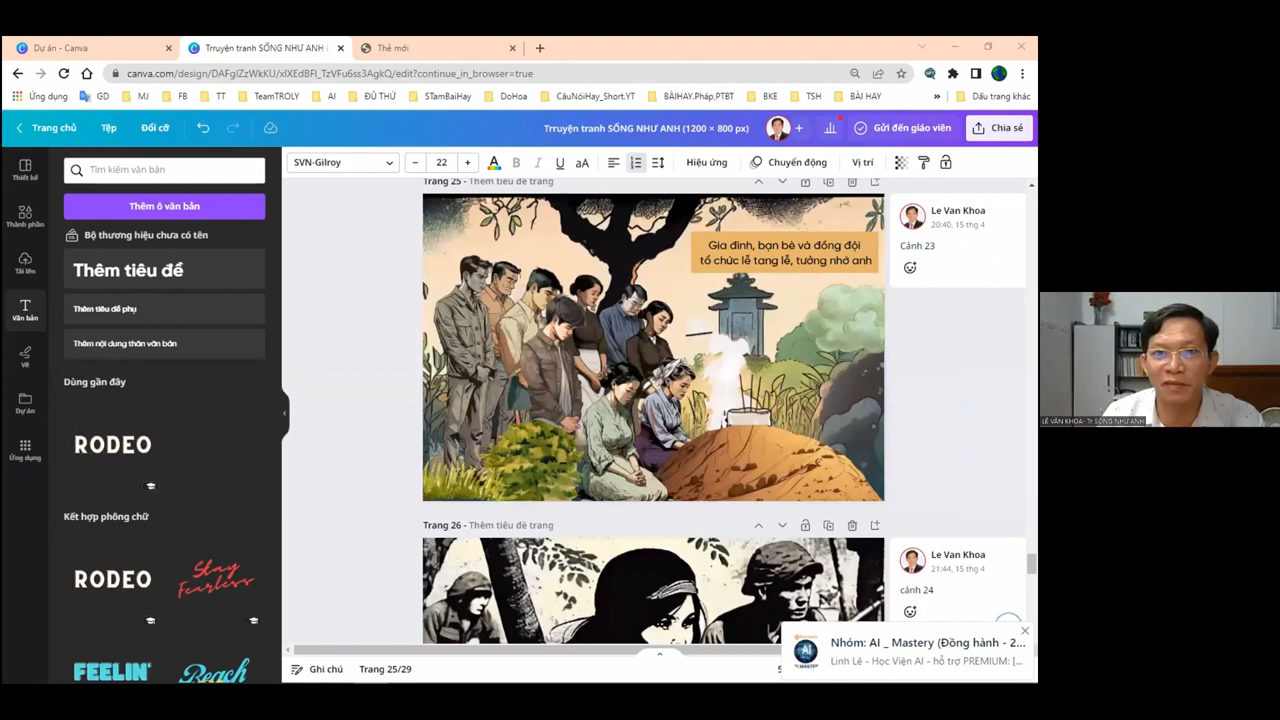 Dự án - Canva
Trruyện tranh SỐNG NHƯ ANH
Thẻ mới
canva.com/design/DAFglZzWkKU/xIXEdBFl_TzVFu6ss3AgkQ/edit?continue_in_browser=true
Ứng dụng
GD
MJ
FB
TT
TeamTROLY
AI
ĐỦ THỨ
STamBaiHay
DoHoa
CâuNóiHay_Short.YT
BÀIHAY.Pháp,PTBT
BKE
TSH
BÀI HAY
»
Dấu trang khác
Trang chủ
Tệp
Đổi cỡ
Trruyện tranh SỐNG NHƯ ANH (1200 × 800 px)
Gửi đến giáo viên
Chia sẻ
SVN-Gilroy
22
A
B
I
U
aA
Hiệu ứng
Chuyển động
Vị trí
Thiết kế
Thành phần
Tải lên
Văn bản
Vẽ
Dự án
Ứng dụng
Tìm kiếm văn bản
Thêm ô văn bản
Bộ thương hiệu chưa có tên
Thêm tiêu đề
Thêm tiêu đề phụ
Thêm nội dung thân văn bản
Dùng gần đây
RODEO
Kết hợp phông chữ
RODEO
Slay
Fearless
FEELIN'
Beach
Trang 25 - Thêm tiêu đề trang
Gia đình, bạn bè và đồng đội
tổ chức lễ tang lễ, tưởng nhớ anh
Le Van Khoa
20:40, 15 thg 4
Cảnh 23
Trang 26 - Thêm tiêu đề trang
Le Van Khoa
21:44, 15 thg 4
cảnh 24
Nhóm: AI _ Mastery (Đồng hành - 2...
Linh Lê - Học Viện AI - hỗ trợ PREMIUM: [...
Ghi chú
Trang 25/29
LÊ VĂN KHOA- Tr SỐNG NHƯ ANH